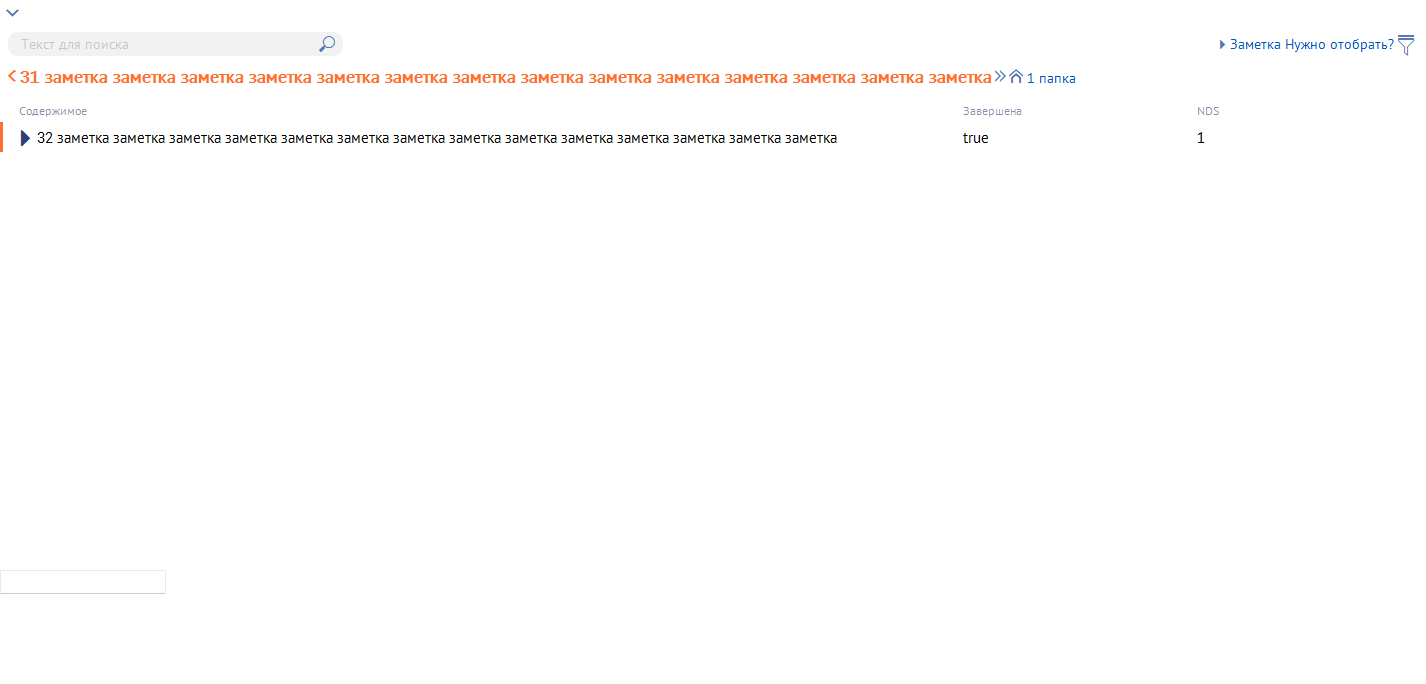 Текст для поиска
Заметка Нужно отобрать?
31 заметка заметка заметка заметка заметка заметка заметка заметка заметка заметка заметка заметка заметка заметка
1 папка
Содержимое Завершена NDS
32 заметка заметка заметка заметка заметка заметка заметка заметка заметка заметка заметка заметка заметка заметка true 1